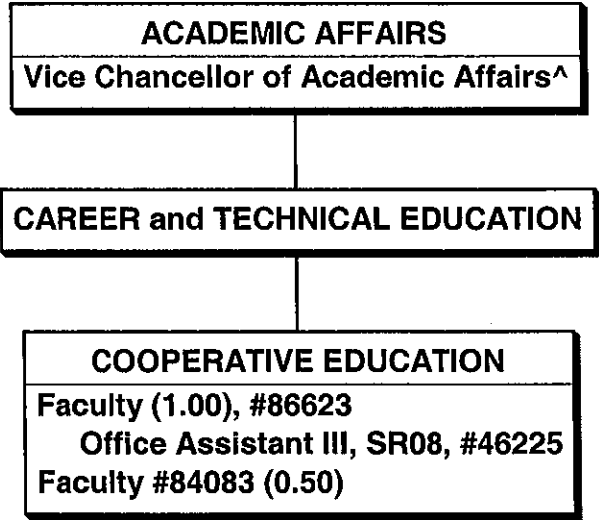 ACADEMIC AFFAIRS
Vice Chancellor of Academic Affairs^
CAREER and TECHNICAL EDUCATION
COOPERATIVE EDUCATION
Faculty (1.00), #86623
Office Assistant III, SR08, #46225
Faculty #84083 (0.50)